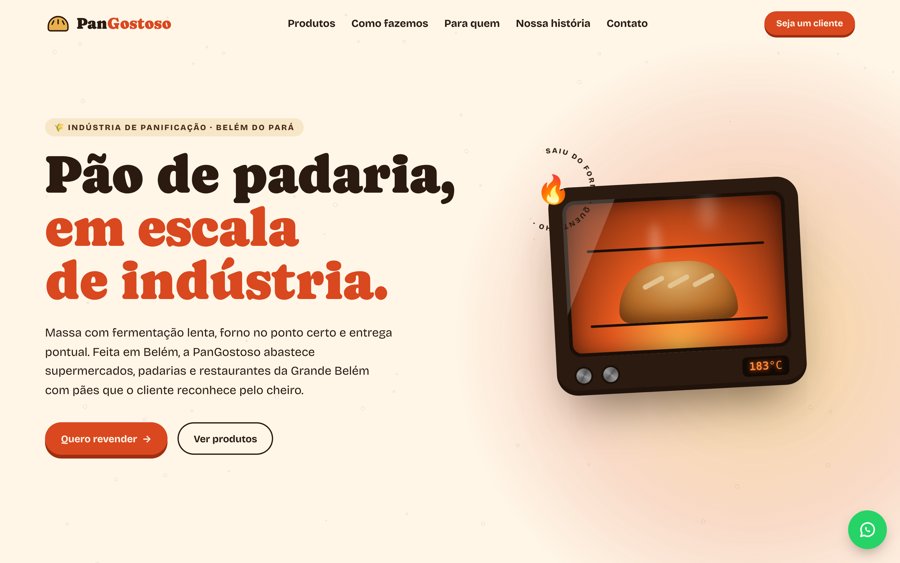 PanGostoso
Produtos
Como fazemos
Para quem
Nossa história
Contato
Seja um cliente
INDÚSTRIA DE PANIFICAÇÃO · BELÉM DO PARÁ
Pão de padaria,
em escala
de indústria.
Massa com fermentação lenta, forno no ponto certo e entrega
pontual. Feita em Belém, a PanGostoso abastece
supermercados, padarias e restaurantes da Grande Belém
com pães que o cliente reconhece pelo cheiro.
Quero revender →
Ver produtos
SAIU DO
183°C